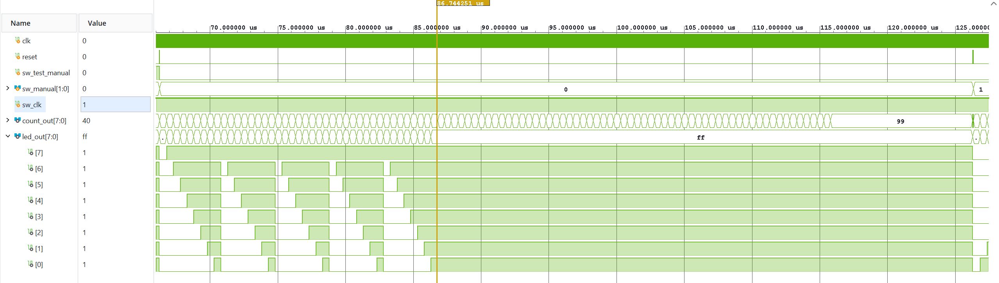 86.744251 us
Name Value
70.000000 us 75.000000 us 80.000000 us 85.000000 us 90.000000 us 95.000000 us 100.000000 us 105.000000 us 110.000000 us 115.000000 us 120.000000 us 125.0000
clk 0
reset 0
sw_test_manual 0
sw_manual[1:0] 0 0 1
sw_clk 1
count_out[7:0] 40 99
led_out[7:0] ff . ff .
[7] 1
[6] 1
[5] 1
[4] 1
[3] 1
[2] 1
[1] 1
[0] 1